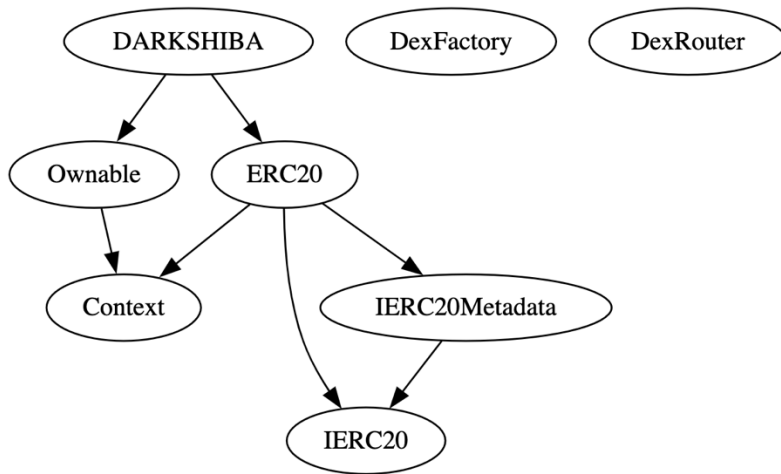 DARKSHIBA
DexFactory
DexRouter
Ownable
ERC20
Context
IERC20Metadata
IERC20